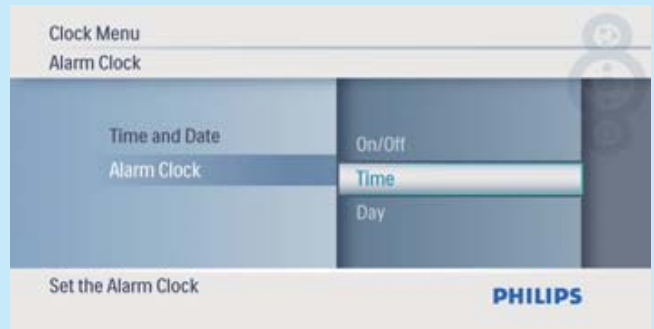 Clock Menu
Alarm Clock
Time and Date
Alarm Clock
On/Off
Time
Day
Set the Alarm Clock
PHILIPS